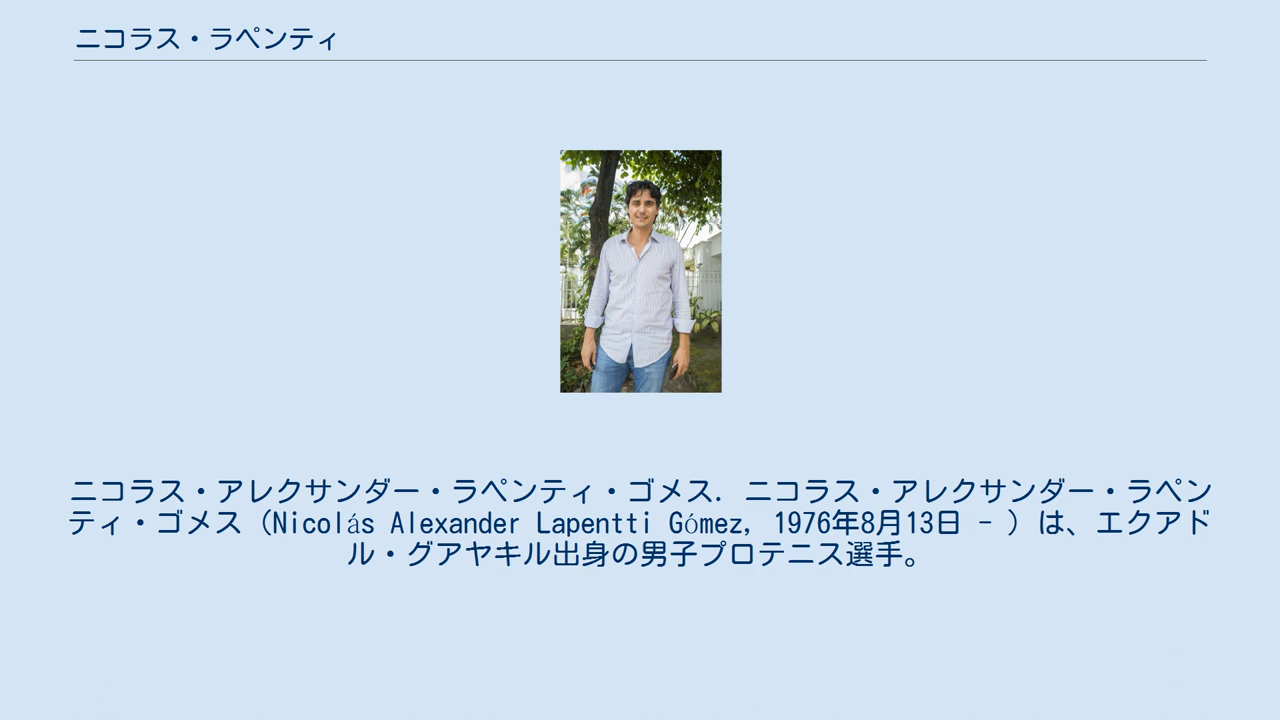 ニコラス・ラペンティ
ニコラス・アレクサンダー・ラペンティ・ゴメス. ニコラス・アレクサンダー・ラペン
ティ・ゴメス（Nicolás Alexander Lapentti Gómez, 1976年8月13日 - ）は、エクアド
ル・グアヤキル出身の男子プロテニス選手。